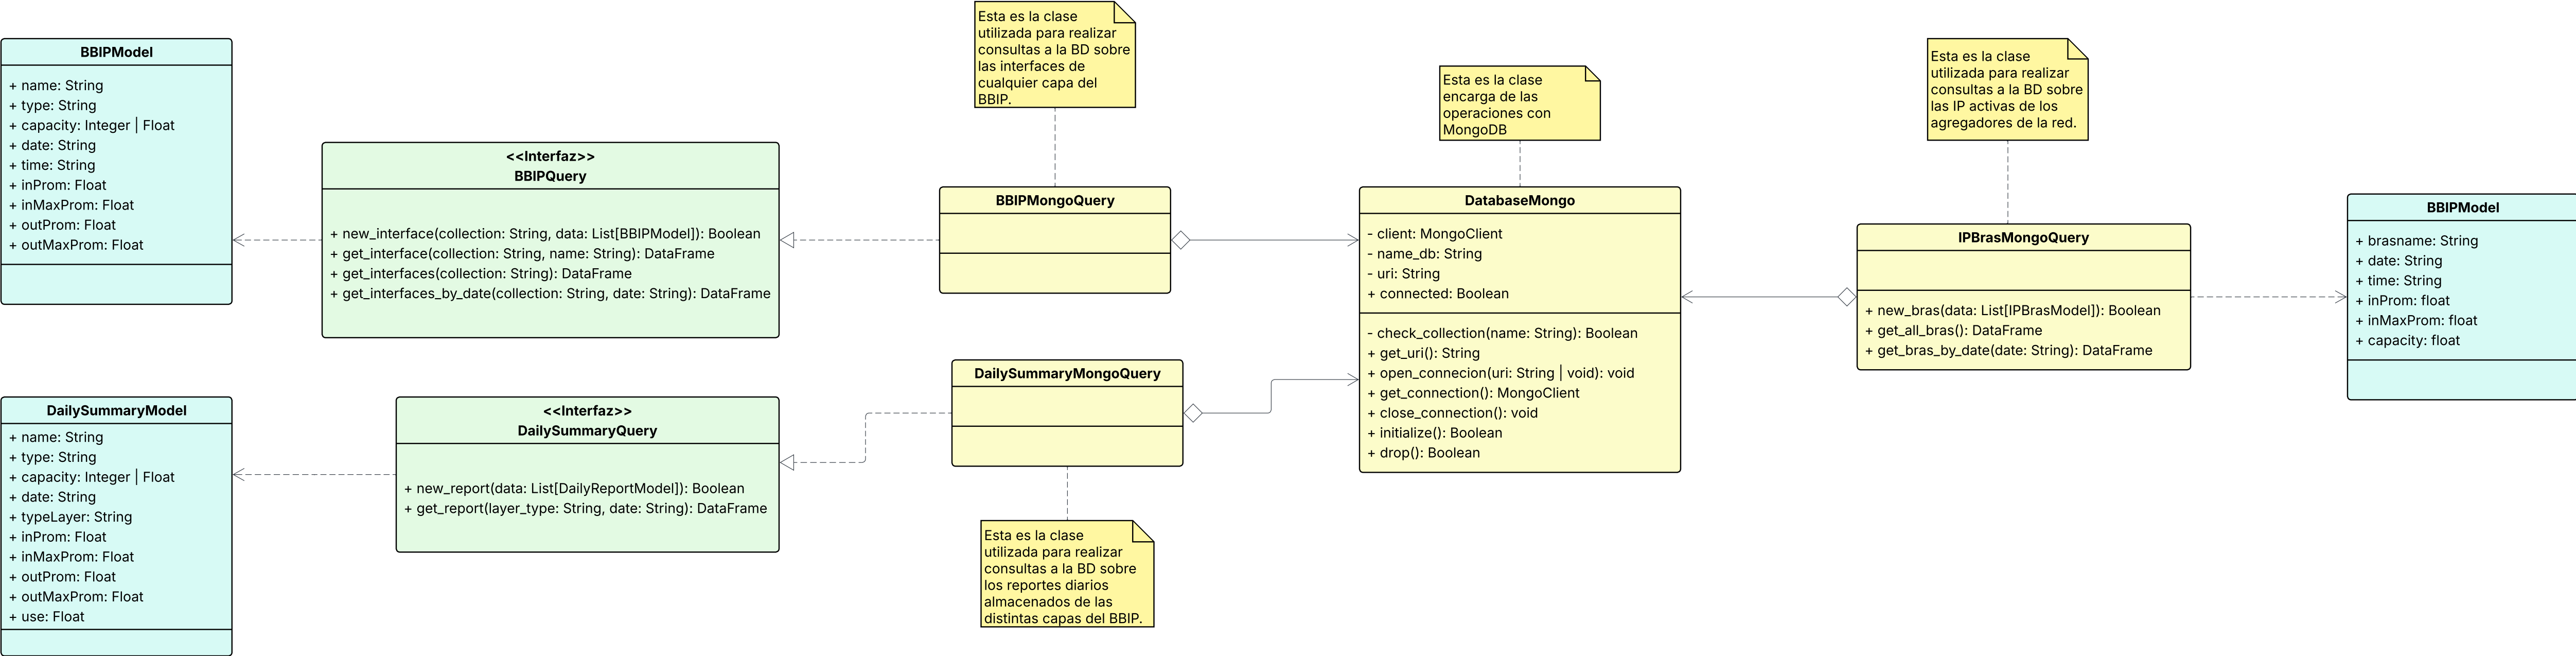 BBIPModel
+ name: String
+ type: String
+ capacity: Integer | Float
+ date: String
+ time: String
+ inProm: Float
+ inMaxProm: Float
+ outProm: Float
+ outMaxProm: Float
<<Interfaz>>
BBIPQuery
+ new_interface(collection: String, data: List[BBIPModel]): Boolean
+ get_interface(collection: String, name: String): DataFrame
+ get_interfaces(collection: String): DataFrame
+ get_interfaces_by_date(collection: String, date: String): DataFrame
Esta es la clase
utilizada para realizar
consultas a la BD sobre
las interfaces de
cualquier capa del
BBIP.
BBIPMongoQuery
Esta es la clase
encarga de las
operaciones con
MongoDB
DatabaseMongo
- client: MongoClient
- name_db: String
- uri: String
+ connected: Boolean
- check_collection(name: String): Boolean
+ get_uri(): String
+ open_connecion(uri: String | void): void
+ get_connection(): MongoClient
+ close_connection(): void
+ initialize(): Boolean
+ drop(): Boolean
Esta es la clase
utilizada para realizar
consultas a la BD sobre
las IP activas de los
agregadores de la red.
IPBrasMongoQuery
+ new_bras(data: List[IPBrasModel]): Boolean
+ get_all_bras(): DataFrame
+ get_bras_by_date(date: String): DataFrame
BBIPModel
+ brasname: String
+ date: String
+ time: String
+ inProm: float
+ inMaxProm: float
+ capacity: float
DailySummaryModel
+ name: String
+ type: String
+ capacity: Integer | Float
+ date: String
+ typeLayer: String
+ inProm: Float
+ inMaxProm: Float
+ outProm: Float
+ outMaxProm: Float
+ use: Float
<<Interfaz>>
DailySummaryQuery
+ new_report(data: List[DailyReportModel]): Boolean
+ get_report(layer_type: String, date: String): DataFrame
DailySummaryMongoQuery
Esta es la clase
utilizada para realizar
consultas a la BD sobre
los reportes diarios
almacenados de las
distintas capas del BBIP.